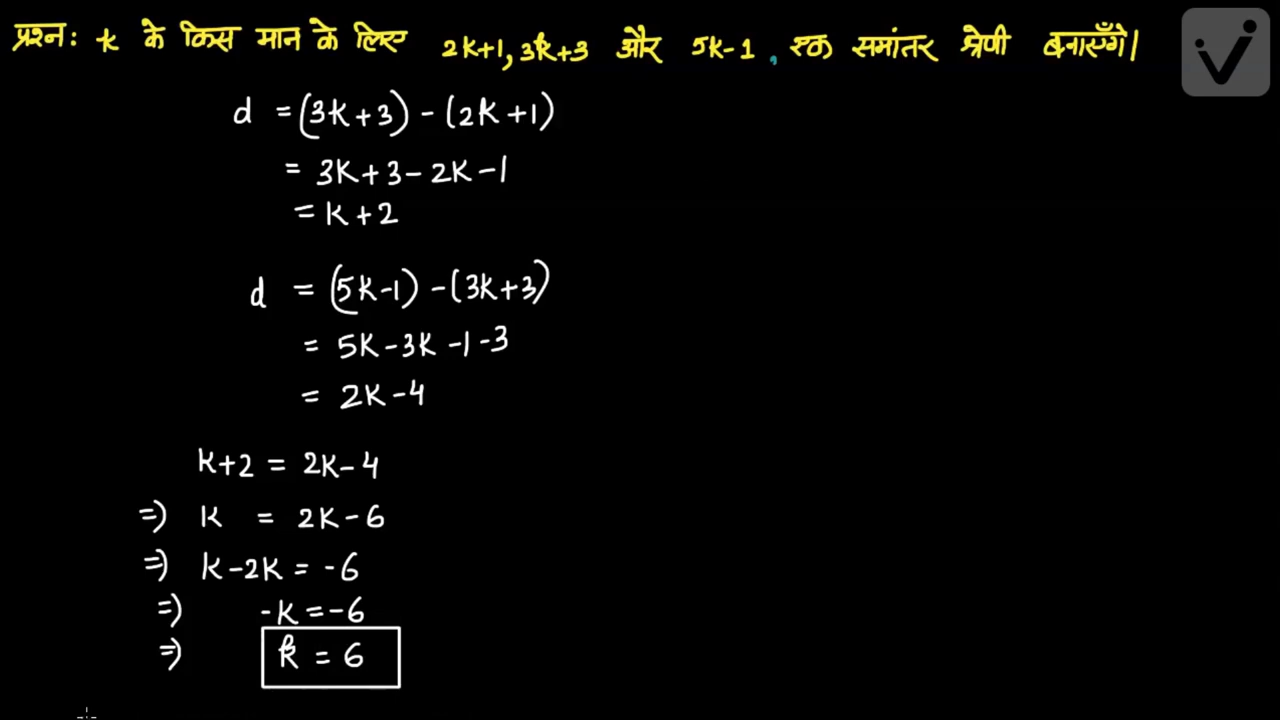 प्रश्न: k के किस मान के लिए 2k+1, 3k+3 और 5k-1, एक समांतर श्रेणी बनाएँगे।
d = (3k+3) - (2k+1)
= 3k+3-2k-1
= k+2
d = (5k-1) - (3k+3)
= 5k-3k-1-3
= 2k-4
k+2 = 2k-4
=) k = 2k-6
=) k-2k = -6
=) -k = -6
=) k = 6